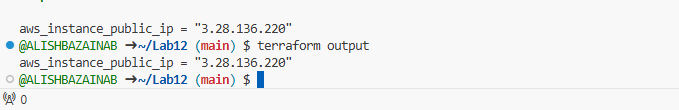 aws_instance_public_ip = "3.28.136.220"
@ALISHBAZAINAB ➜~/Lab12 (main) $ terraform output
aws_instance_public_ip = "3.28.136.220"
@ALISHBAZAINAB ➜~/Lab12 (main) $
0